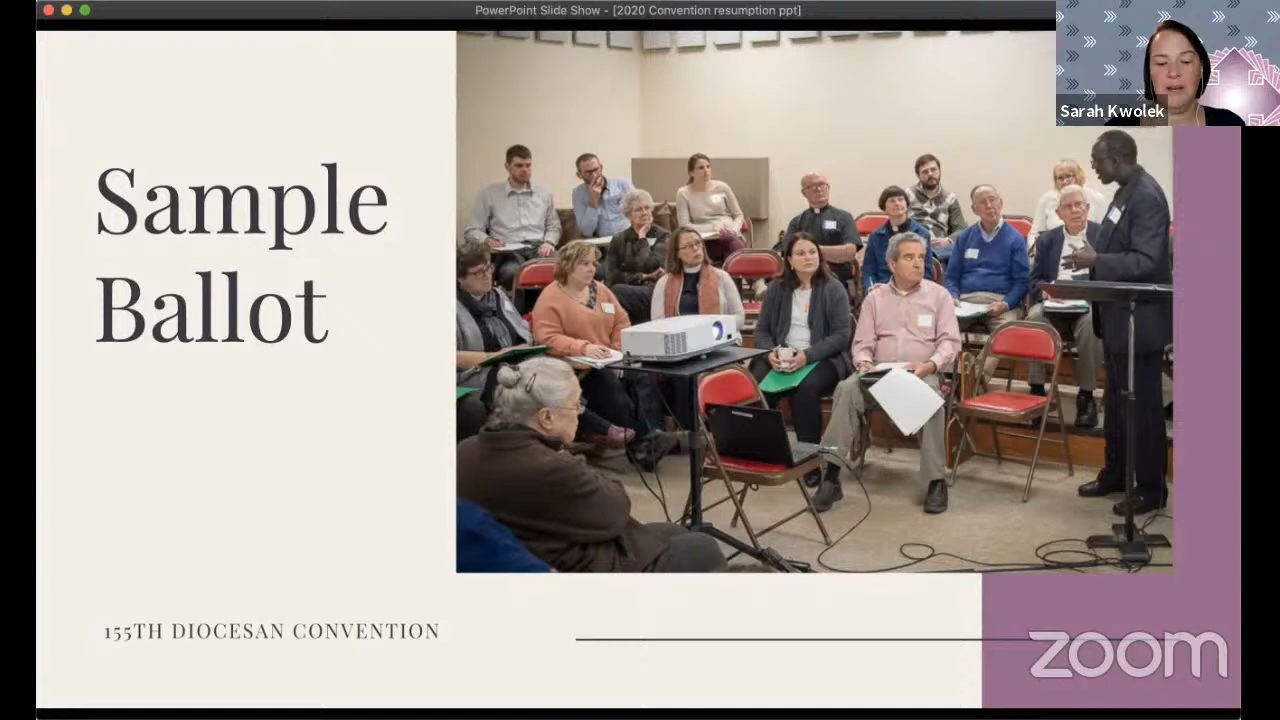 PowerPoint Slide Show - [2020 Convention resumption ppt]
Sarah Kwolek
Sample
Ballot
155TH DIOCESAN CONVENTION
zoom